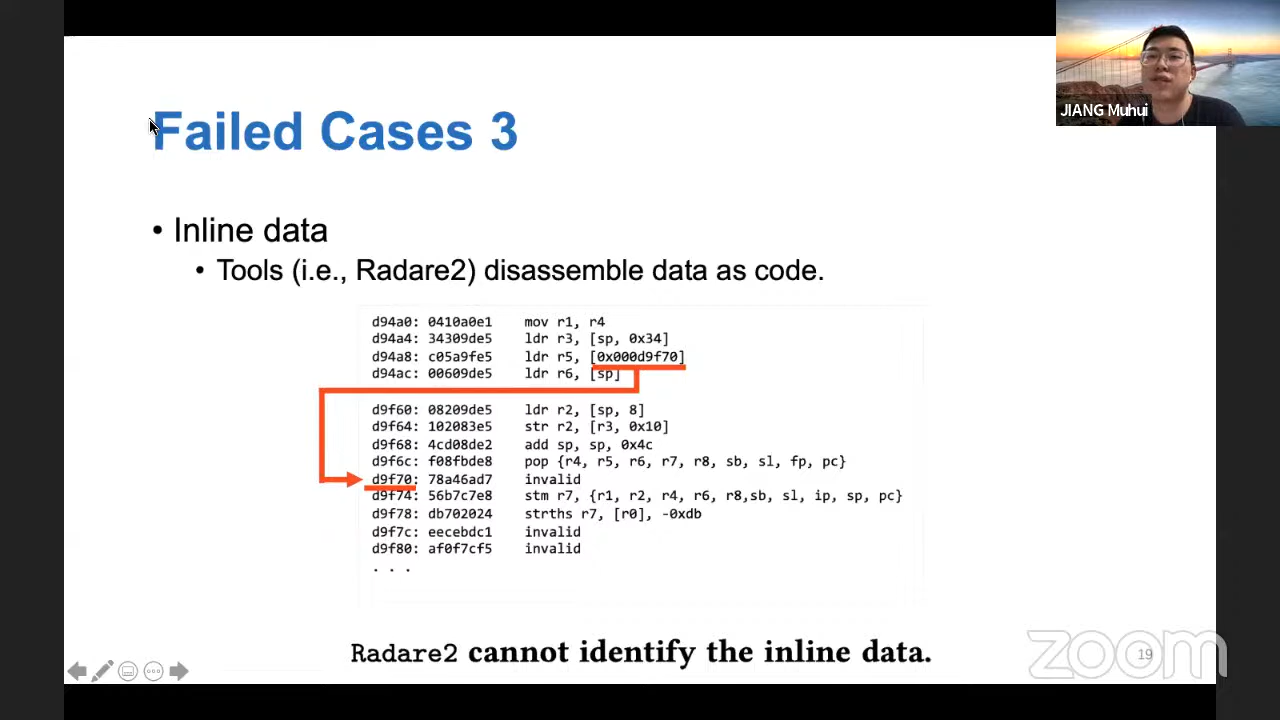 JIANG Muhui
Failed Cases 3
• Inline data
• Tools (i.e., Radare2) disassemble data as code.
d94a0: 0410a0e1 mov r1, r4
d94a4: 34309de5 ldr r3, [sp, 0x34]
d94a8: c05a9fe5 ldr r5, [0x000d9f70]
d94ac: 00609de5 ldr r6, [sp]
d9f60: 08209de5 ldr r2, [sp, 8]
d9f64: 102083e5 str r2, [r3, 0x10]
d9f68: 4cd08de2 add sp, sp, 0x4c
d9f6c: f08fbde8 pop {r4, r5, r6, r7, r8, sb, sl, fp, pc}
d9f70: 78a46ad7 invalid
d9f74: 56b7c7e8 stm r7, {r1, r2, r4, r6, r8,sb, sl, ip, sp, pc}
d9f78: db702024 strths r7, [r0], -0xdb
d9f7c: eecebdc1 invalid
d9f80: af0f7cf5 invalid
. . .
Radare2 cannot identify the inline data.
zoom
19